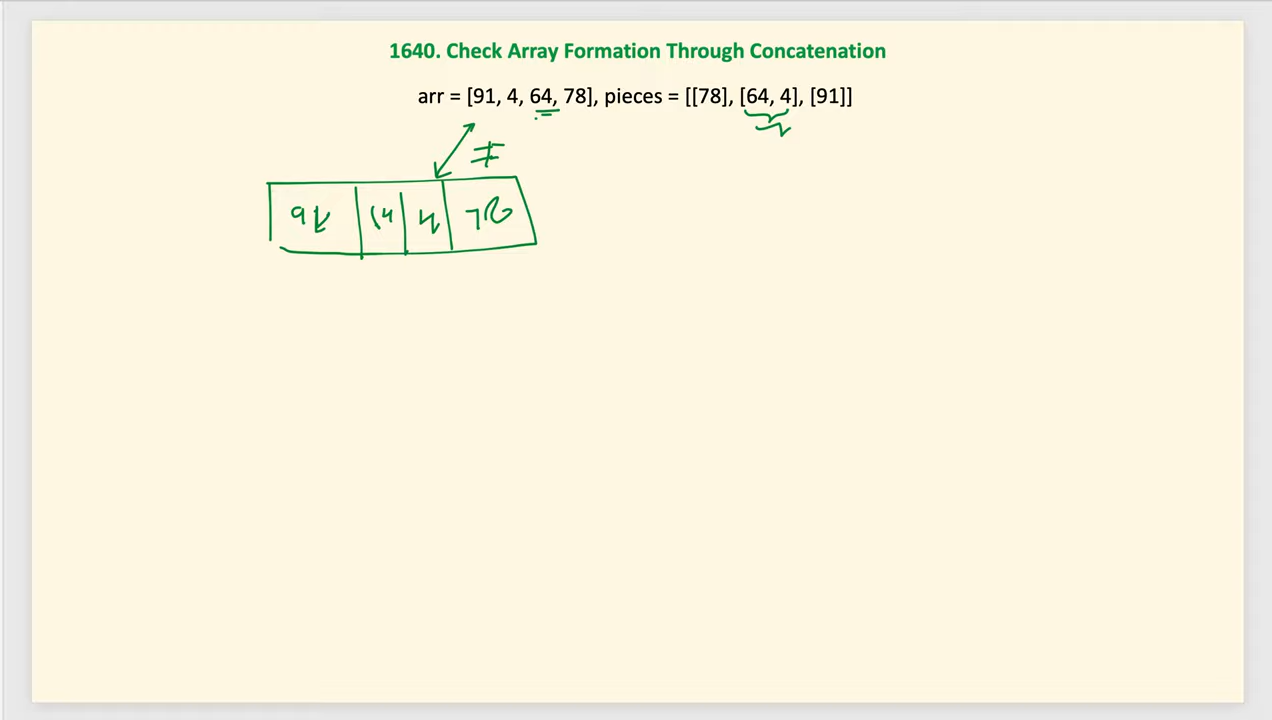 1640. Check Array Formation Through Concatenation
arr = [91, 4, 64, 78], pieces = [[78], [64, 4], [91]]
≠
91 64 4 78